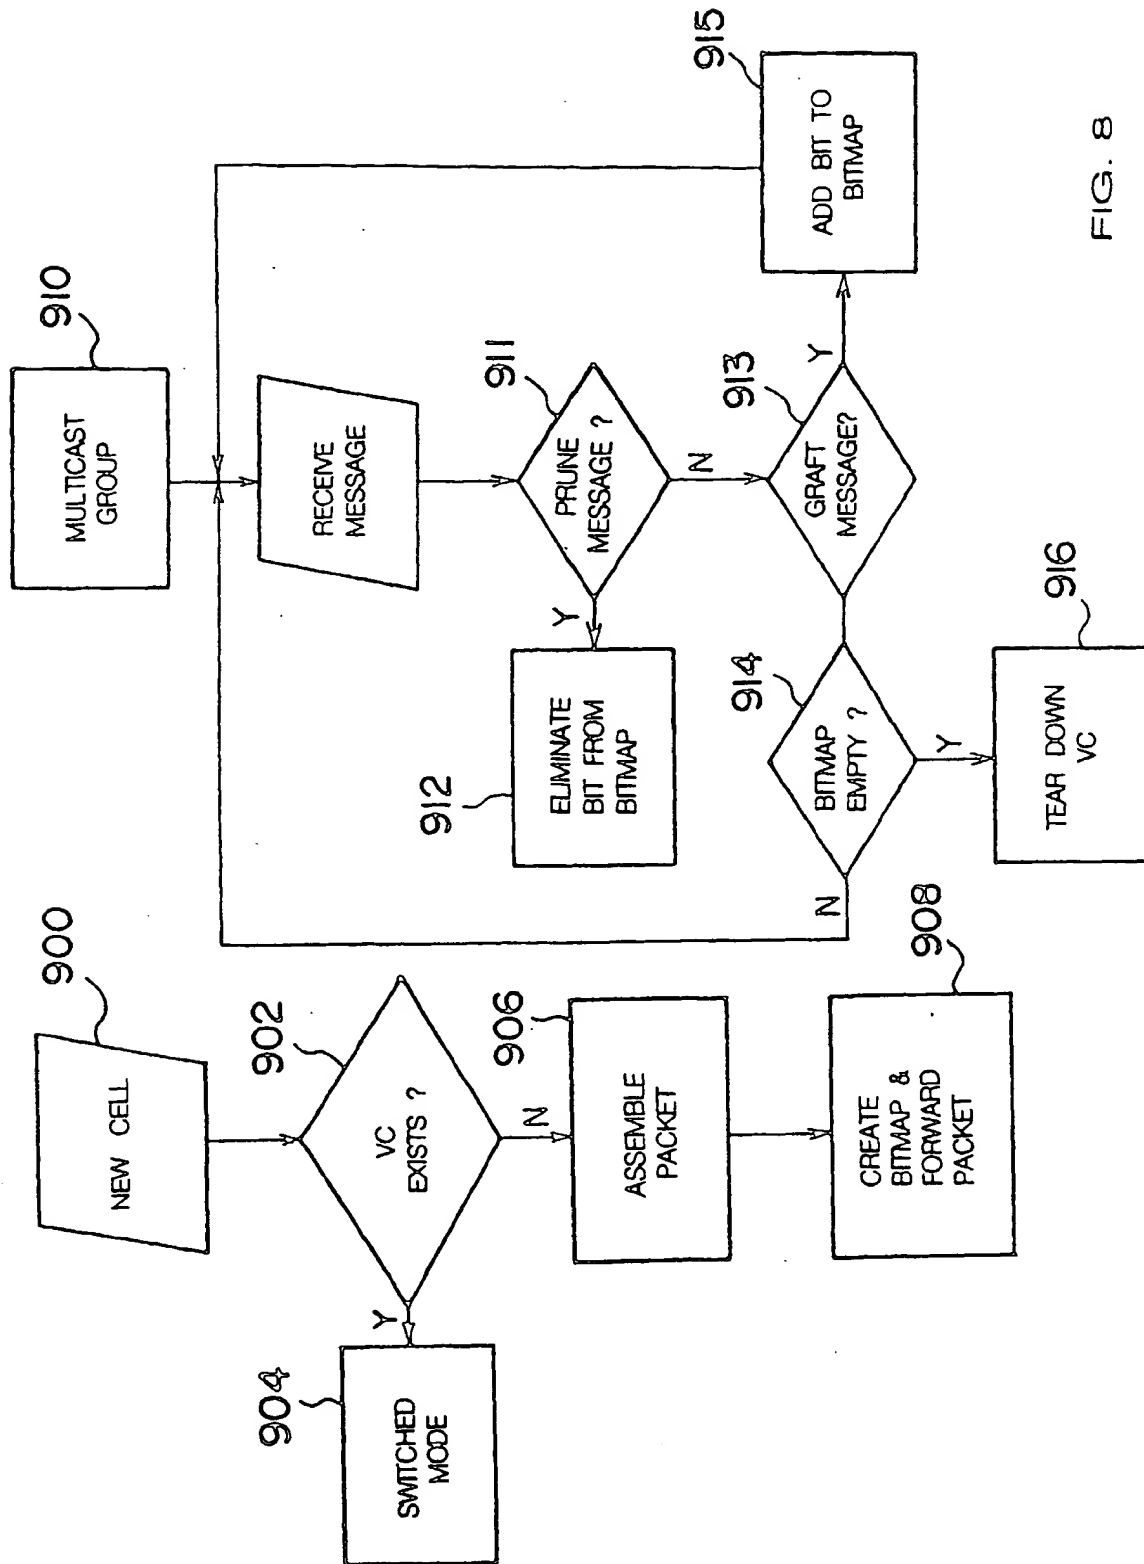 900
NEW CELL
902
VC
EXISTS ?
Y
N
904
SWITCHED
MODE
906
ASSEMBLE
PACKET
908
CREATE
BITMAP &
FORWARD
PACKET
910
MULTICAST
GROUP
RECEIVE
MESSAGE
911
PRUNE
MESSAGE ?
Y
N
912
ELIMINATE
BIT FROM
BITMAP
913
GRAFT
MESSAGE?
Y
915
ADD BIT TO
BITMAP
914
BITMAP
EMPTY ?
N
Y
916
TEAR DOWN
VC
FIG. 8